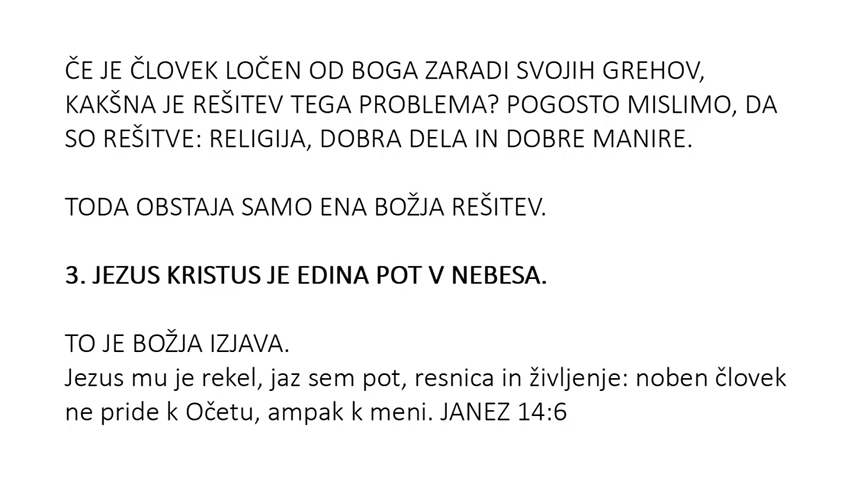 ČE JE ČLOVEK LOČEN OD BOGA ZARADI SVOJIH GREHOV,
KAKŠNA JE REŠITEV TEGA PROBLEMA? POGOSTO MISLIMO, DA
SO REŠITVE: RELIGIJA, DOBRA DELA IN DOBRE MANIRE.
TODA OBSTAJA SAMO ENA BOŽJA REŠITEV.
3. JEZUS KRISTUS JE EDINA POT V NEBESA.
TO JE BOŽJA IZJAVA.
Jezus mu je rekel, jaz sem pot, resnica in življenje: noben človek
ne pride k Očetu, ampak k meni. JANEZ 14:6